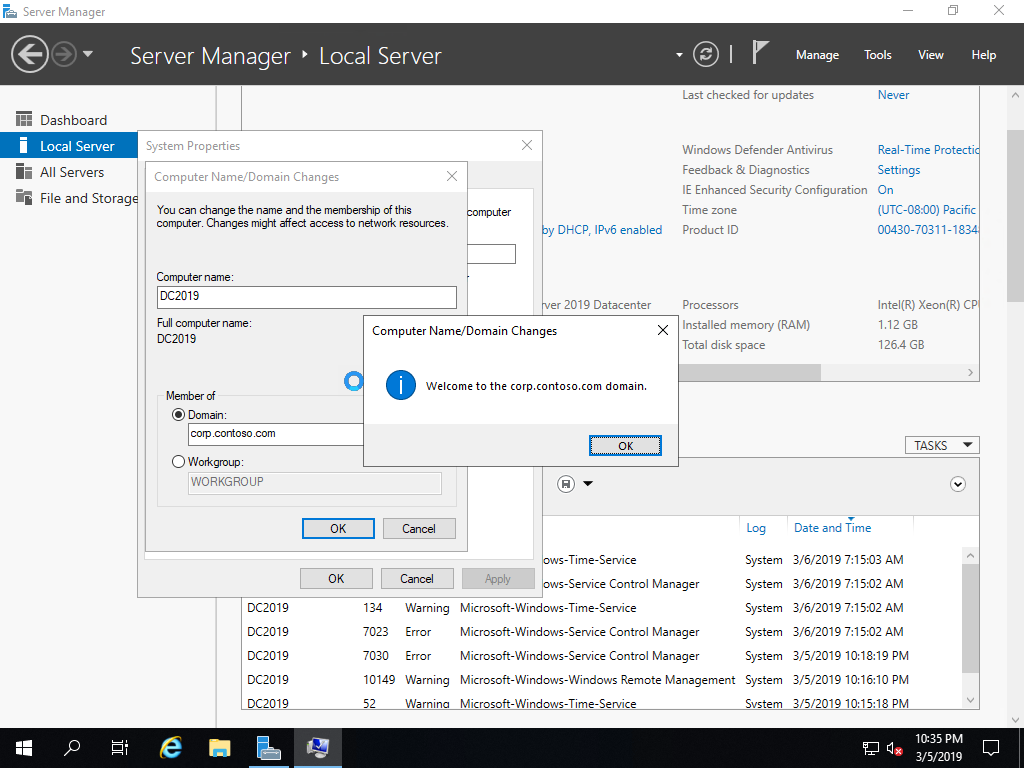 Server Manager
Server Manager ‣ Local Server
Manage Tools View Help
Dashboard
Local Server
All Servers
File and Storage
Last checked for updates Never
Windows Defender Antivirus Real-Time Protectio
Feedback & Diagnostics Settings
IE Enhanced Security Configuration On
Time zone (UTC-08:00) Pacific
by DHCP, IPv6 enabled Product ID 00430-70311-1834
ver 2019 Datacenter Processors Intel(R) Xeon(R) CP
Installed memory (RAM) 1.12 GB
Total disk space 126.4 GB
System Properties
computer
Computer Name/Domain Changes
You can change the name and the membership of this
computer. Changes might affect access to network resources.
Computer name:
DC2019
Full computer name:
DC2019
Member of
Domain:
corp.contoso.com
Workgroup:
WORKGROUP
OK Cancel
OK Cancel Apply
Computer Name/Domain Changes
Welcome to the corp.contoso.com domain.
OK
TASKS
Log Date and Time
ows-Time-Service System 3/6/2019 7:15:03 AM
ows-Service Control Manager System 3/6/2019 7:15:02 AM
DC2019 134 Warning Microsoft-Windows-Time-Service System 3/6/2019 7:15:02 AM
DC2019 7023 Error Microsoft-Windows-Service Control Manager System 3/6/2019 7:15:02 AM
DC2019 7030 Error Microsoft-Windows-Service Control Manager System 3/5/2019 10:18:19 PM
DC2019 10149 Warning Microsoft-Windows-Windows Remote Management System 3/5/2019 10:16:10 PM
DC2019 52 Warning Microsoft-Windows-Time-Service System 3/5/2019 10:15:18 PM
10:35 PM
3/5/2019